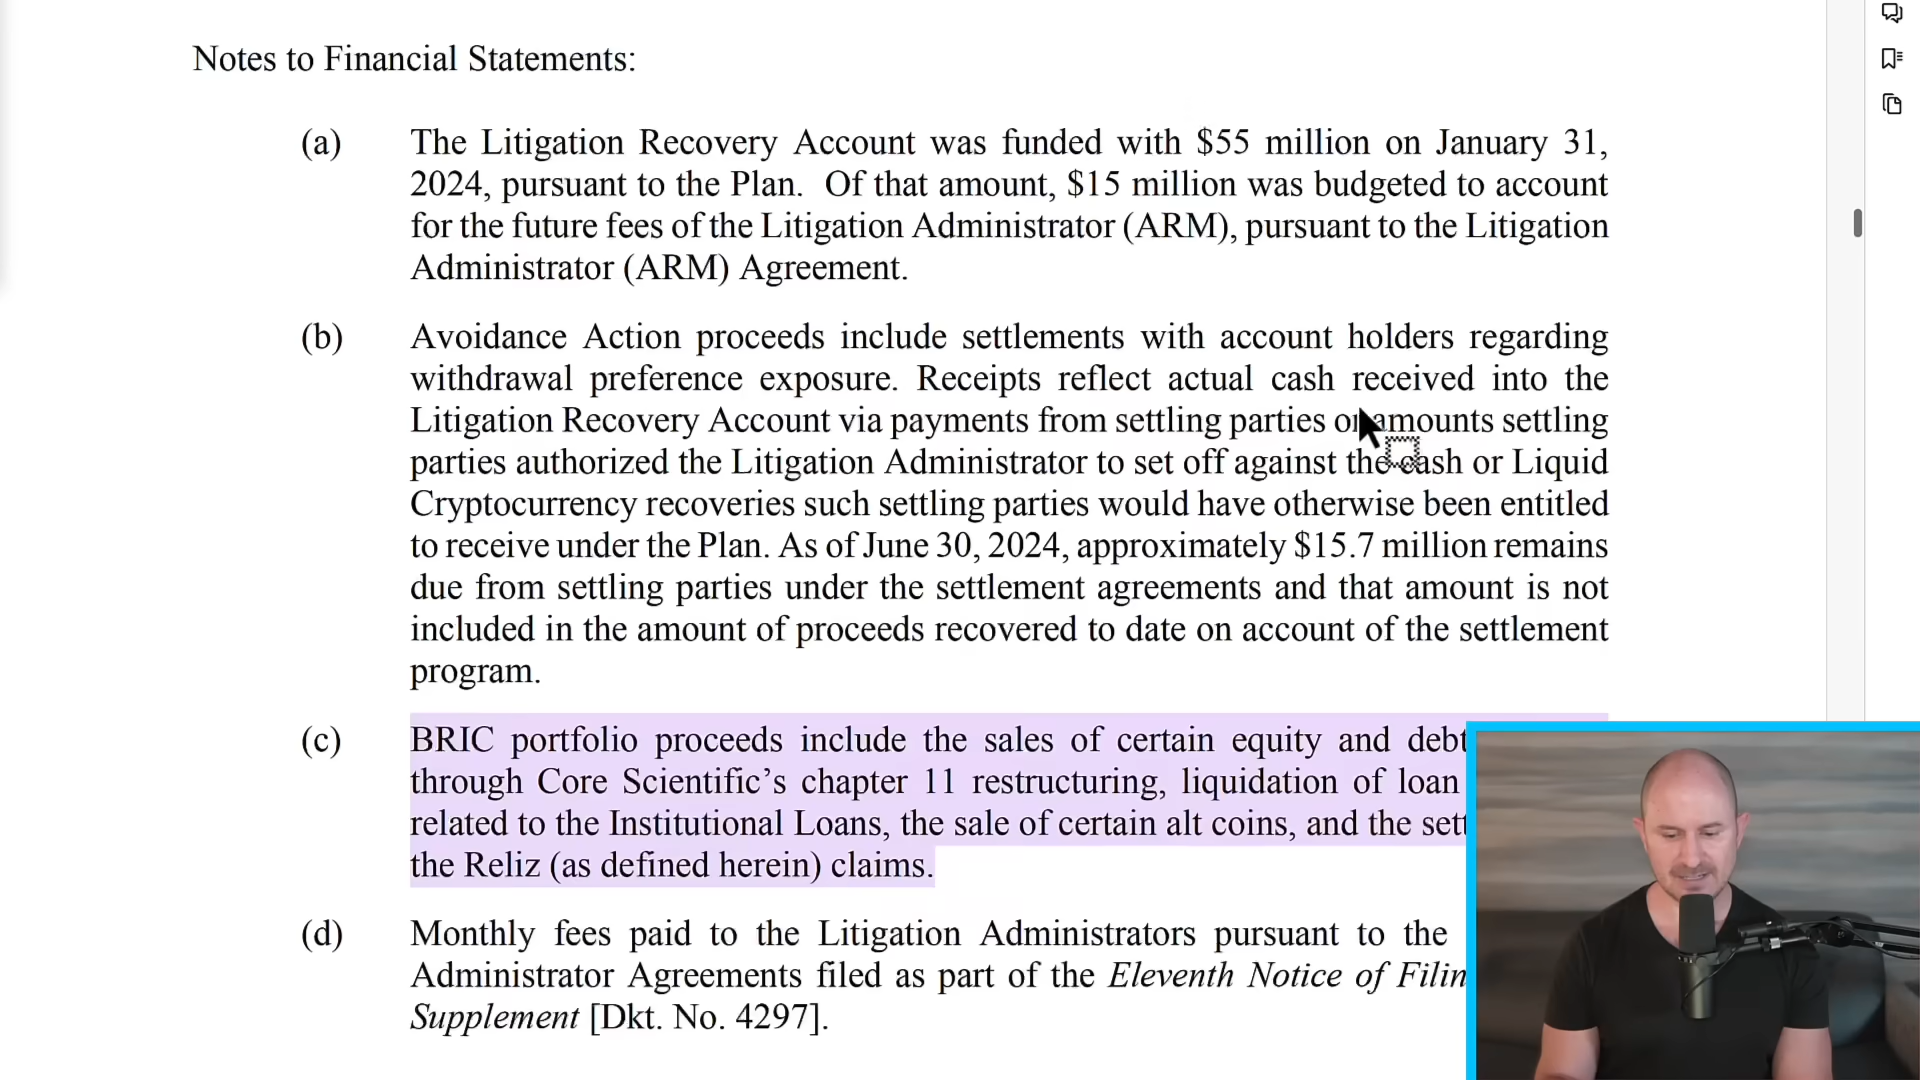 Notes to Financial Statements:
(a) The Litigation Recovery Account was funded with $55 million on January 31,
2024, pursuant to the Plan. Of that amount, $15 million was budgeted to account
for the future fees of the Litigation Administrator (ARM), pursuant to the Litigation
Administrator (ARM) Agreement.
(b) Avoidance Action proceeds include settlements with account holders regarding
withdrawal preference exposure. Receipts reflect actual cash received into the
Litigation Recovery Account via payments from settling parties or amounts settling
parties authorized the Litigation Administrator to set off against the cash or Liquid
Cryptocurrency recoveries such settling parties would have otherwise been entitled
to receive under the Plan. As of June 30, 2024, approximately $15.7 million remains
due from settling parties under the settlement agreements and that amount is not
included in the amount of proceeds recovered to date on account of the settlement
program.
(c) BRIC portfolio proceeds include the sales of certain equity and debt
through Core Scientific’s chapter 11 restructuring, liquidation of loan
related to the Institutional Loans, the sale of certain alt coins, and the
the Reliz (as defined herein) claims.
(d) Monthly fees paid to the Litigation Administrators pursuant to the
Administrator Agreements filed as part of the Eleventh Notice of
Supplement [Dkt. No. 4297].